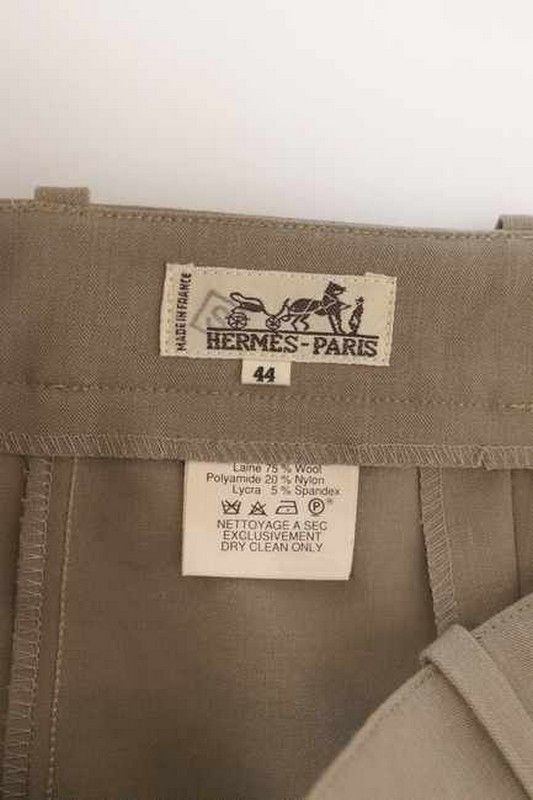 MADE IN FRANCE
HERMES-PARIS
44
Laine 75 % Wool
Polyamide 20 % Nylon
Lycra 5 % Spandex
P
NETTOYAGE A SEC
EXCLUSIVEMENT
DRY CLEAN ONLY